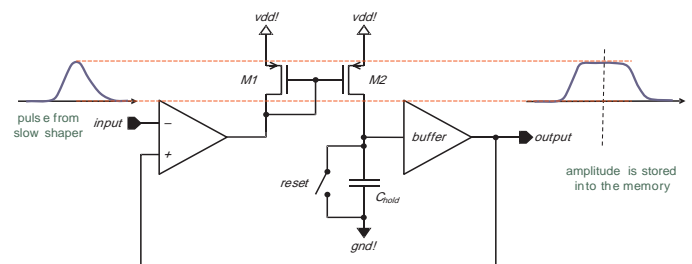 vdd!
vdd!
M1
M2
pulse from
slow shaper
input
−
+
buffer
output
reset
Chold
gnd!
amplitude is stored
into the memory